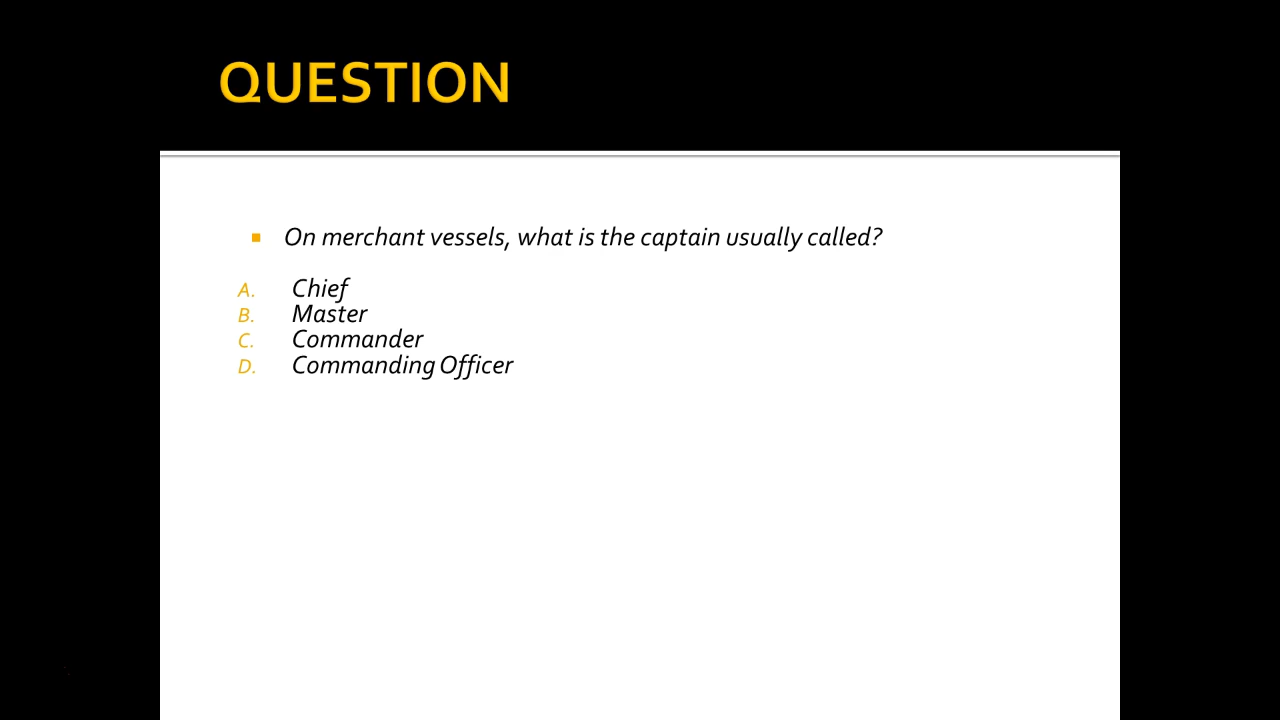 QUESTION
On merchant vessels, what is the captain usually called?
A. Chief
B. Master
C. Commander
D. Commanding Officer